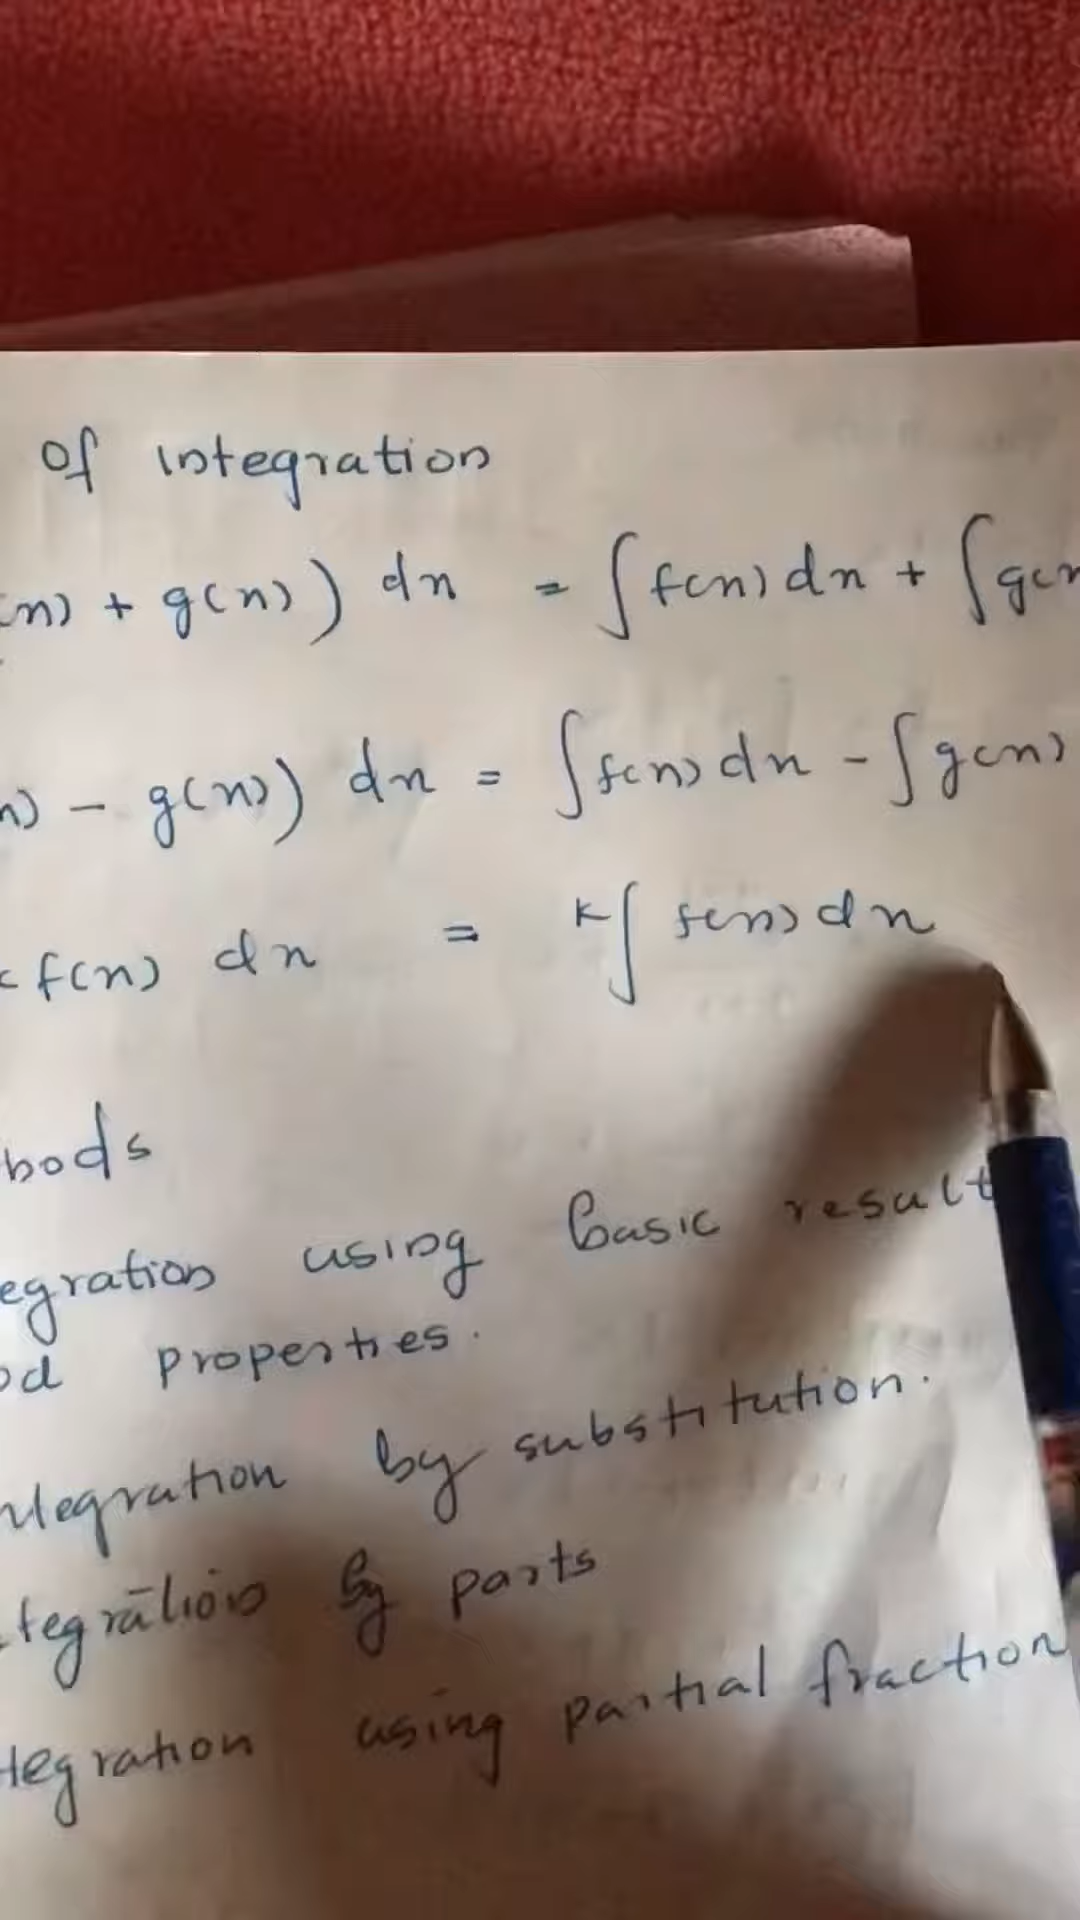 Of integration
(n) + g(n)) dn = ∫f(n) dn + ∫g(n
n) - g(n)) dn = ∫f(n) dn - ∫g(n)
f(n) dn = K∫ f(n) dn
hods
egration using basic result
nd properties.
ntegration by substitution.
tegration by parts
tegration using partial fraction